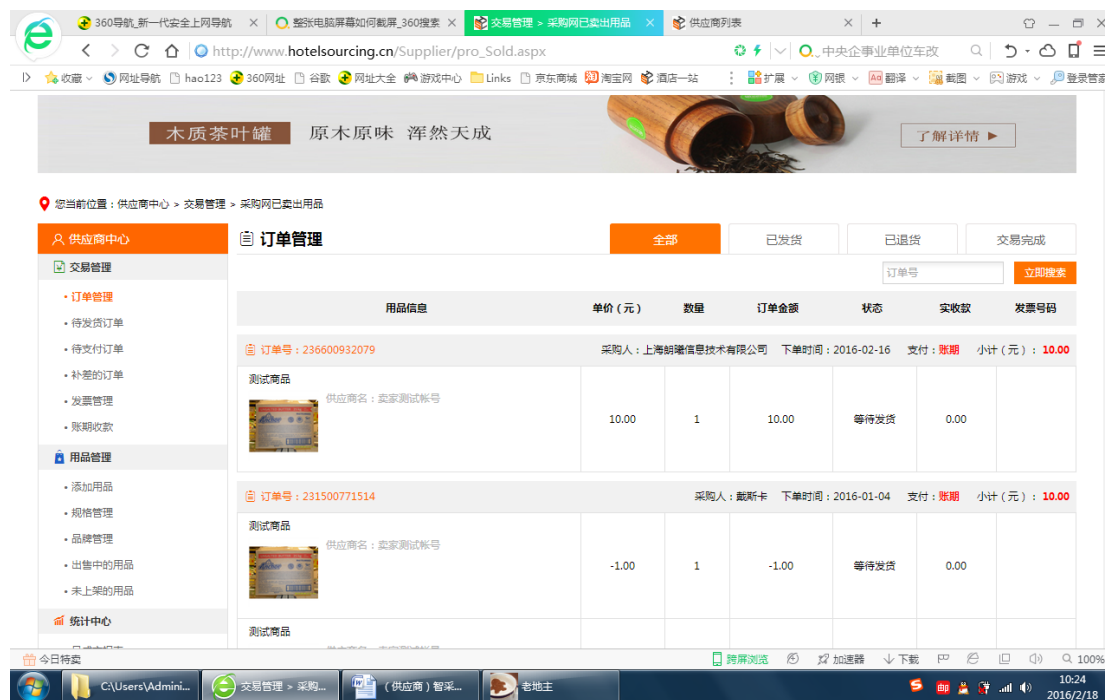 360导航_新一代安全上网导航 整张电脑屏幕如何截屏_360搜索 交易管理 > 采购网已卖出用品 供应商列表
http://www.hotelsourcing.cn/Supplier/pro_Sold.aspx 中央企事业单位车改
收藏 网址导航 hao123 360网址 谷歌 网址大全 游戏中心 Links 京东商城 淘宝网 酒店一站 扩展 网银 翻译 截图 游戏 登录管家
木质茶叶罐 原木原味 浑然天成 了解详情
您当前位置：供应商中心 > 交易管理 > 采购网已卖出用品
供应商中心 订单管理 全部 已发货 已退货 交易完成
交易管理 订单号 立即搜索
订单管理 用品信息 单价（元） 数量 订单金额 状态 实收款 发票号码
待发货订单
待支付订单 订单号：236600932079 采购人：上海朗曦信息技术有限公司 下单时间：2016-02-16 支付：账期 小计（元）：10.00
补差的订单 测试商品
发票管理 供应商名：卖家测试帐号
账期收款 10.00 1 10.00 等待发货 0.00
用品管理
添加用品 订单号：231500771514 采购人：戴斯卡 下单时间：2016-01-04 支付：账期 小计（元）：10.00
规格管理 测试商品
品牌管理 供应商名：卖家测试帐号
出售中的用品 -1.00 1 -1.00 等待发货 0.00
未上架的用品
统计中心
测试商品
今日特卖 跨屏浏览 加速器 下载 100%
C:\Users\Admini... 交易管理 > 采购... （供应商）智采... 老地主 10:24
2016/2/18